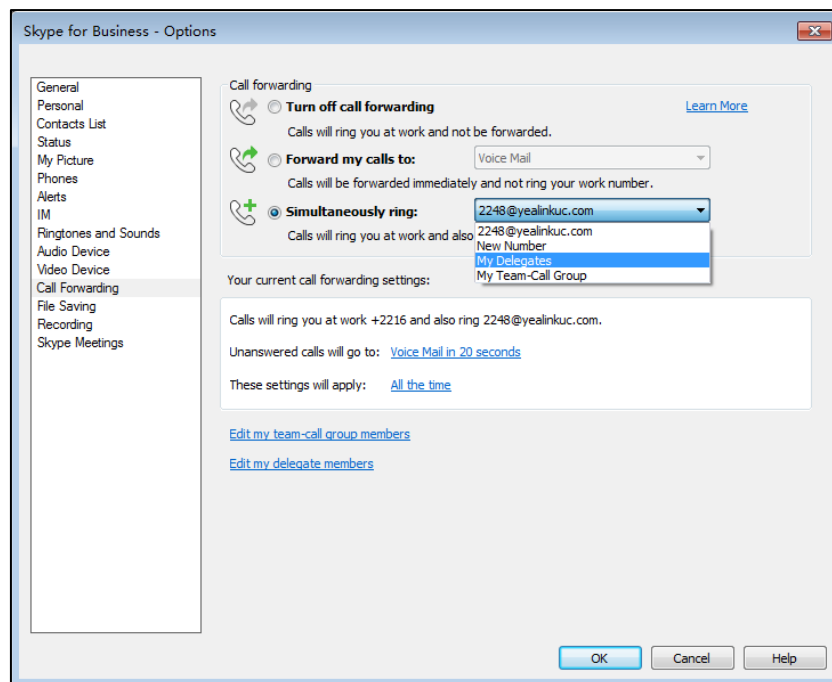 Skype for Business - Options
General
Personal
Contacts List
Status
My Picture
Phones
Alerts
IM
Ringtones and Sounds
Audio Device
Video Device
Call Forwarding
File Saving
Recording
Skype Meetings
Call forwarding
Turn off call forwarding Learn More
Calls will ring you at work and not be forwarded.
Forward my calls to: Voice Mail
Calls will be forwarded immediately and not ring your work number.
Simultaneously ring: 2248@yealinkuc.com
Calls will ring you at work and also
2248@yealinkuc.com
New Number
My Delegates
My Team-Call Group
Your current call forwarding settings:
Calls will ring you at work +2216 and also ring 2248@yealinkuc.com.
Unanswered calls will go to: Voice Mail in 20 seconds
These settings will apply: All the time
Edit my team-call group members
Edit my delegate members
OK Cancel Help